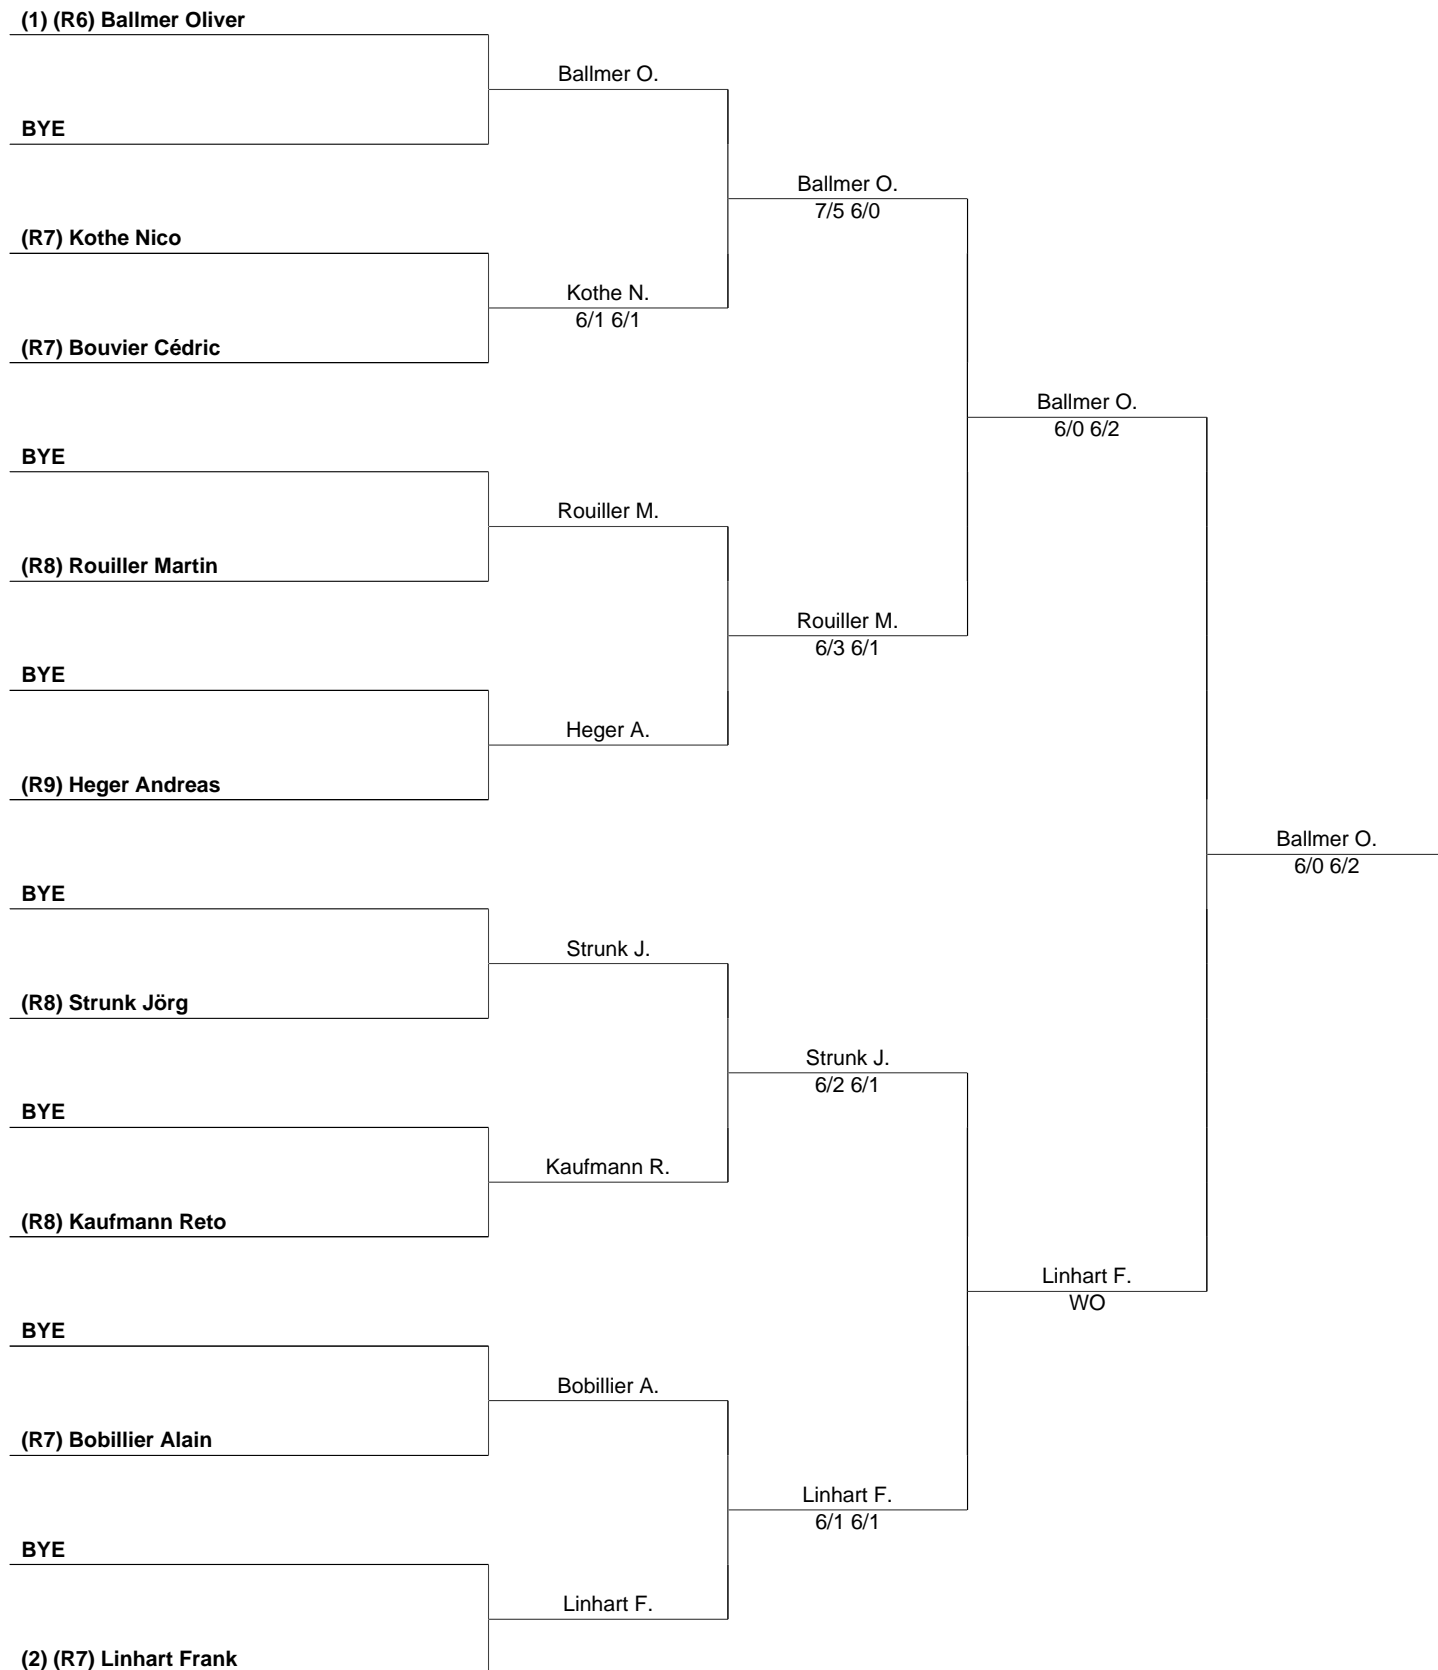 (1) (R6) Ballmer Oliver
Ballmer O.
BYE
Ballmer O.
7/5 6/0
(R7) Kothe Nico
Kothe N.
6/1 6/1
(R7) Bouvier Cédric
Ballmer O.
6/0 6/2
BYE
Rouiller M.
(R8) Rouiller Martin
Rouiller M.
6/3 6/1
BYE
Heger A.
(R9) Heger Andreas
Ballmer O.
6/0 6/2
BYE
Strunk J.
(R8) Strunk Jörg
Strunk J.
6/2 6/1
BYE
Kaufmann R.
(R8) Kaufmann Reto
Linhart F.
WO
BYE
Bobillier A.
(R7) Bobillier Alain
Linhart F.
6/1 6/1
BYE
Linhart F.
(2) (R7) Linhart Frank